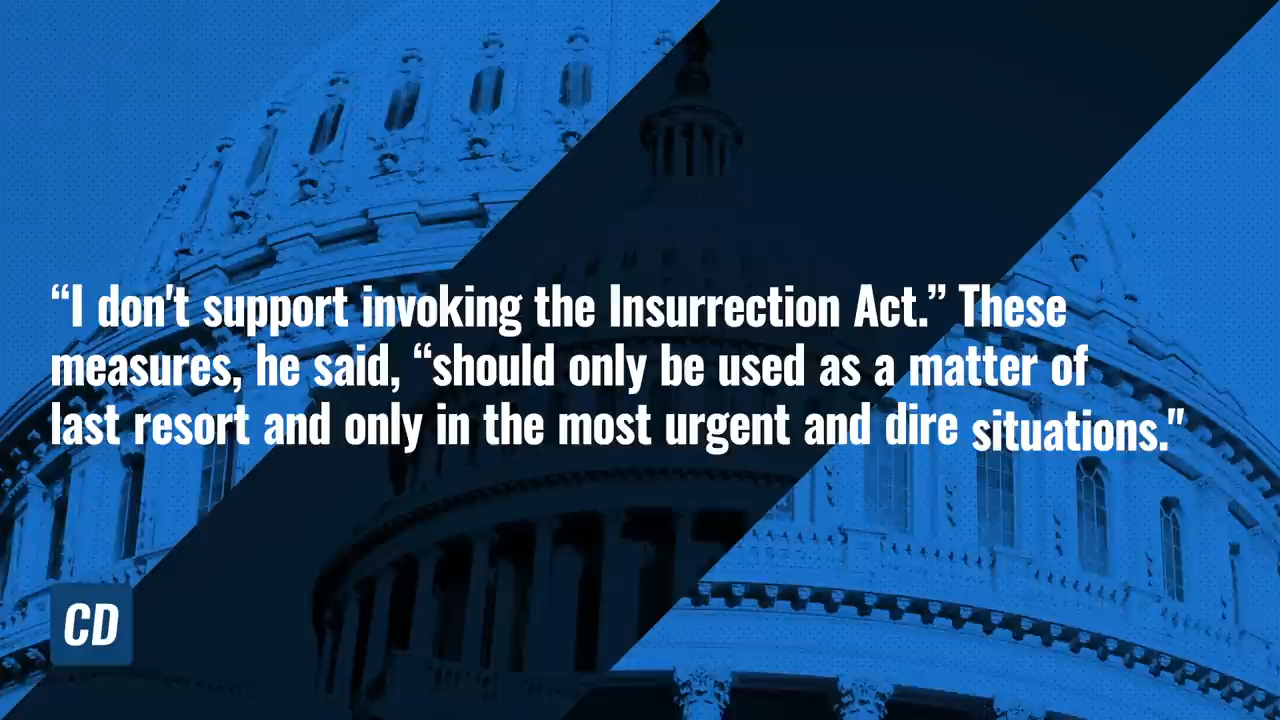 “I don't support invoking the Insurrection Act.” These
measures, he said, “should only be used as a matter of
last resort and only in the most urgent and dire situations."
CD